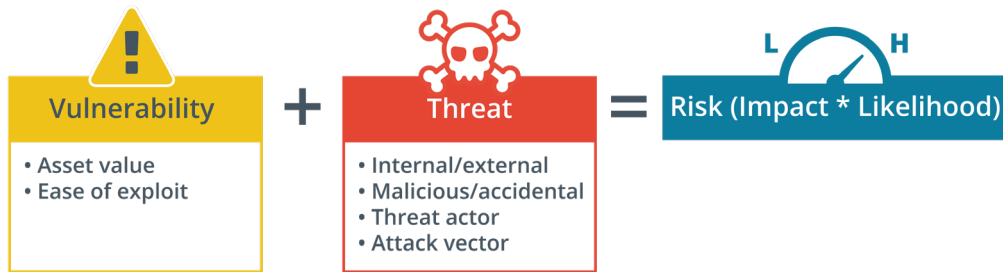 !
L H
Vulnerability + Threat = Risk (Impact * Likelihood)
• Asset value
• Ease of exploit
• Internal/external
• Malicious/accidental
• Threat actor
• Attack vector